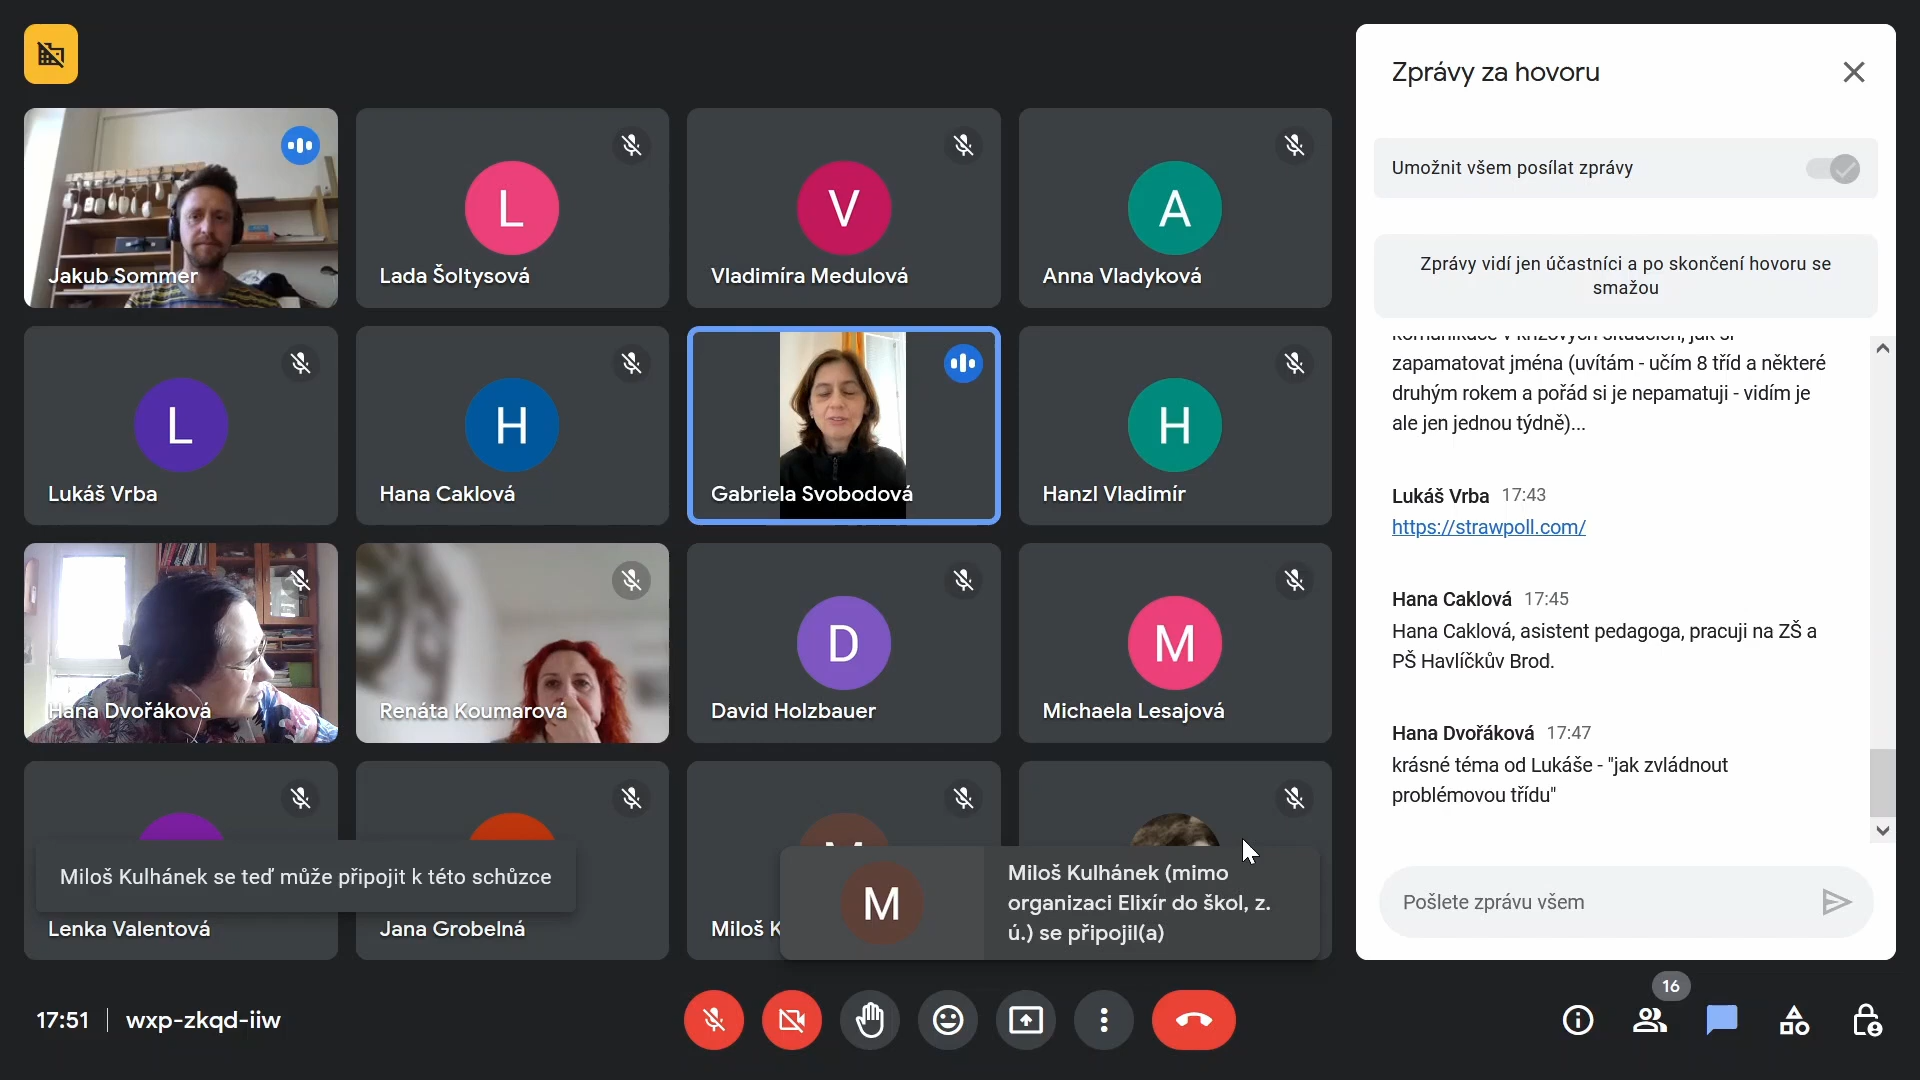 Jakub Sommer
L
Lada Šoltysová
V
Vladimíra Medulová
A
Anna Vladyková
L
Lukáš Vrba
H
Hana Caklová
Gabriela Svobodová
H
Hanzl Vladimír
Hana Dvořáková
Renáta Koumarová
D
David Holzbauer
M
Michaela Lesajová
Miloš Kulhánek se teď může připojit k této schůzce
Lenka Valentová
Jana Grobelná
Miloš K
M
Miloš Kulhánek (mimo
organizaci Elixír do škol, z.
ú.) se připojil(a)
17:51 wxp-zkqd-iiw
Zprávy za hovoru
Umožnit všem posílat zprávy
Zprávy vidí jen účastníci a po skončení hovoru se
smažou
komunikace v krizových situacích, jak si
zapamatovat jména (uvítám - učím 8 tříd a některé
druhým rokem a pořád si je nepamatuji - vidím je
ale jen jednou týdně)...
Lukáš Vrba 17:43
https://strawpoll.com/
Hana Caklová 17:45
Hana Caklová, asistent pedagoga, pracuji na ZŠ a
PŠ Havlíčkův Brod.
Hana Dvořáková 17:47
krásné téma od Lukáše - "jak zvládnout
problémovou třídu"
Pošlete zprávu všem
16